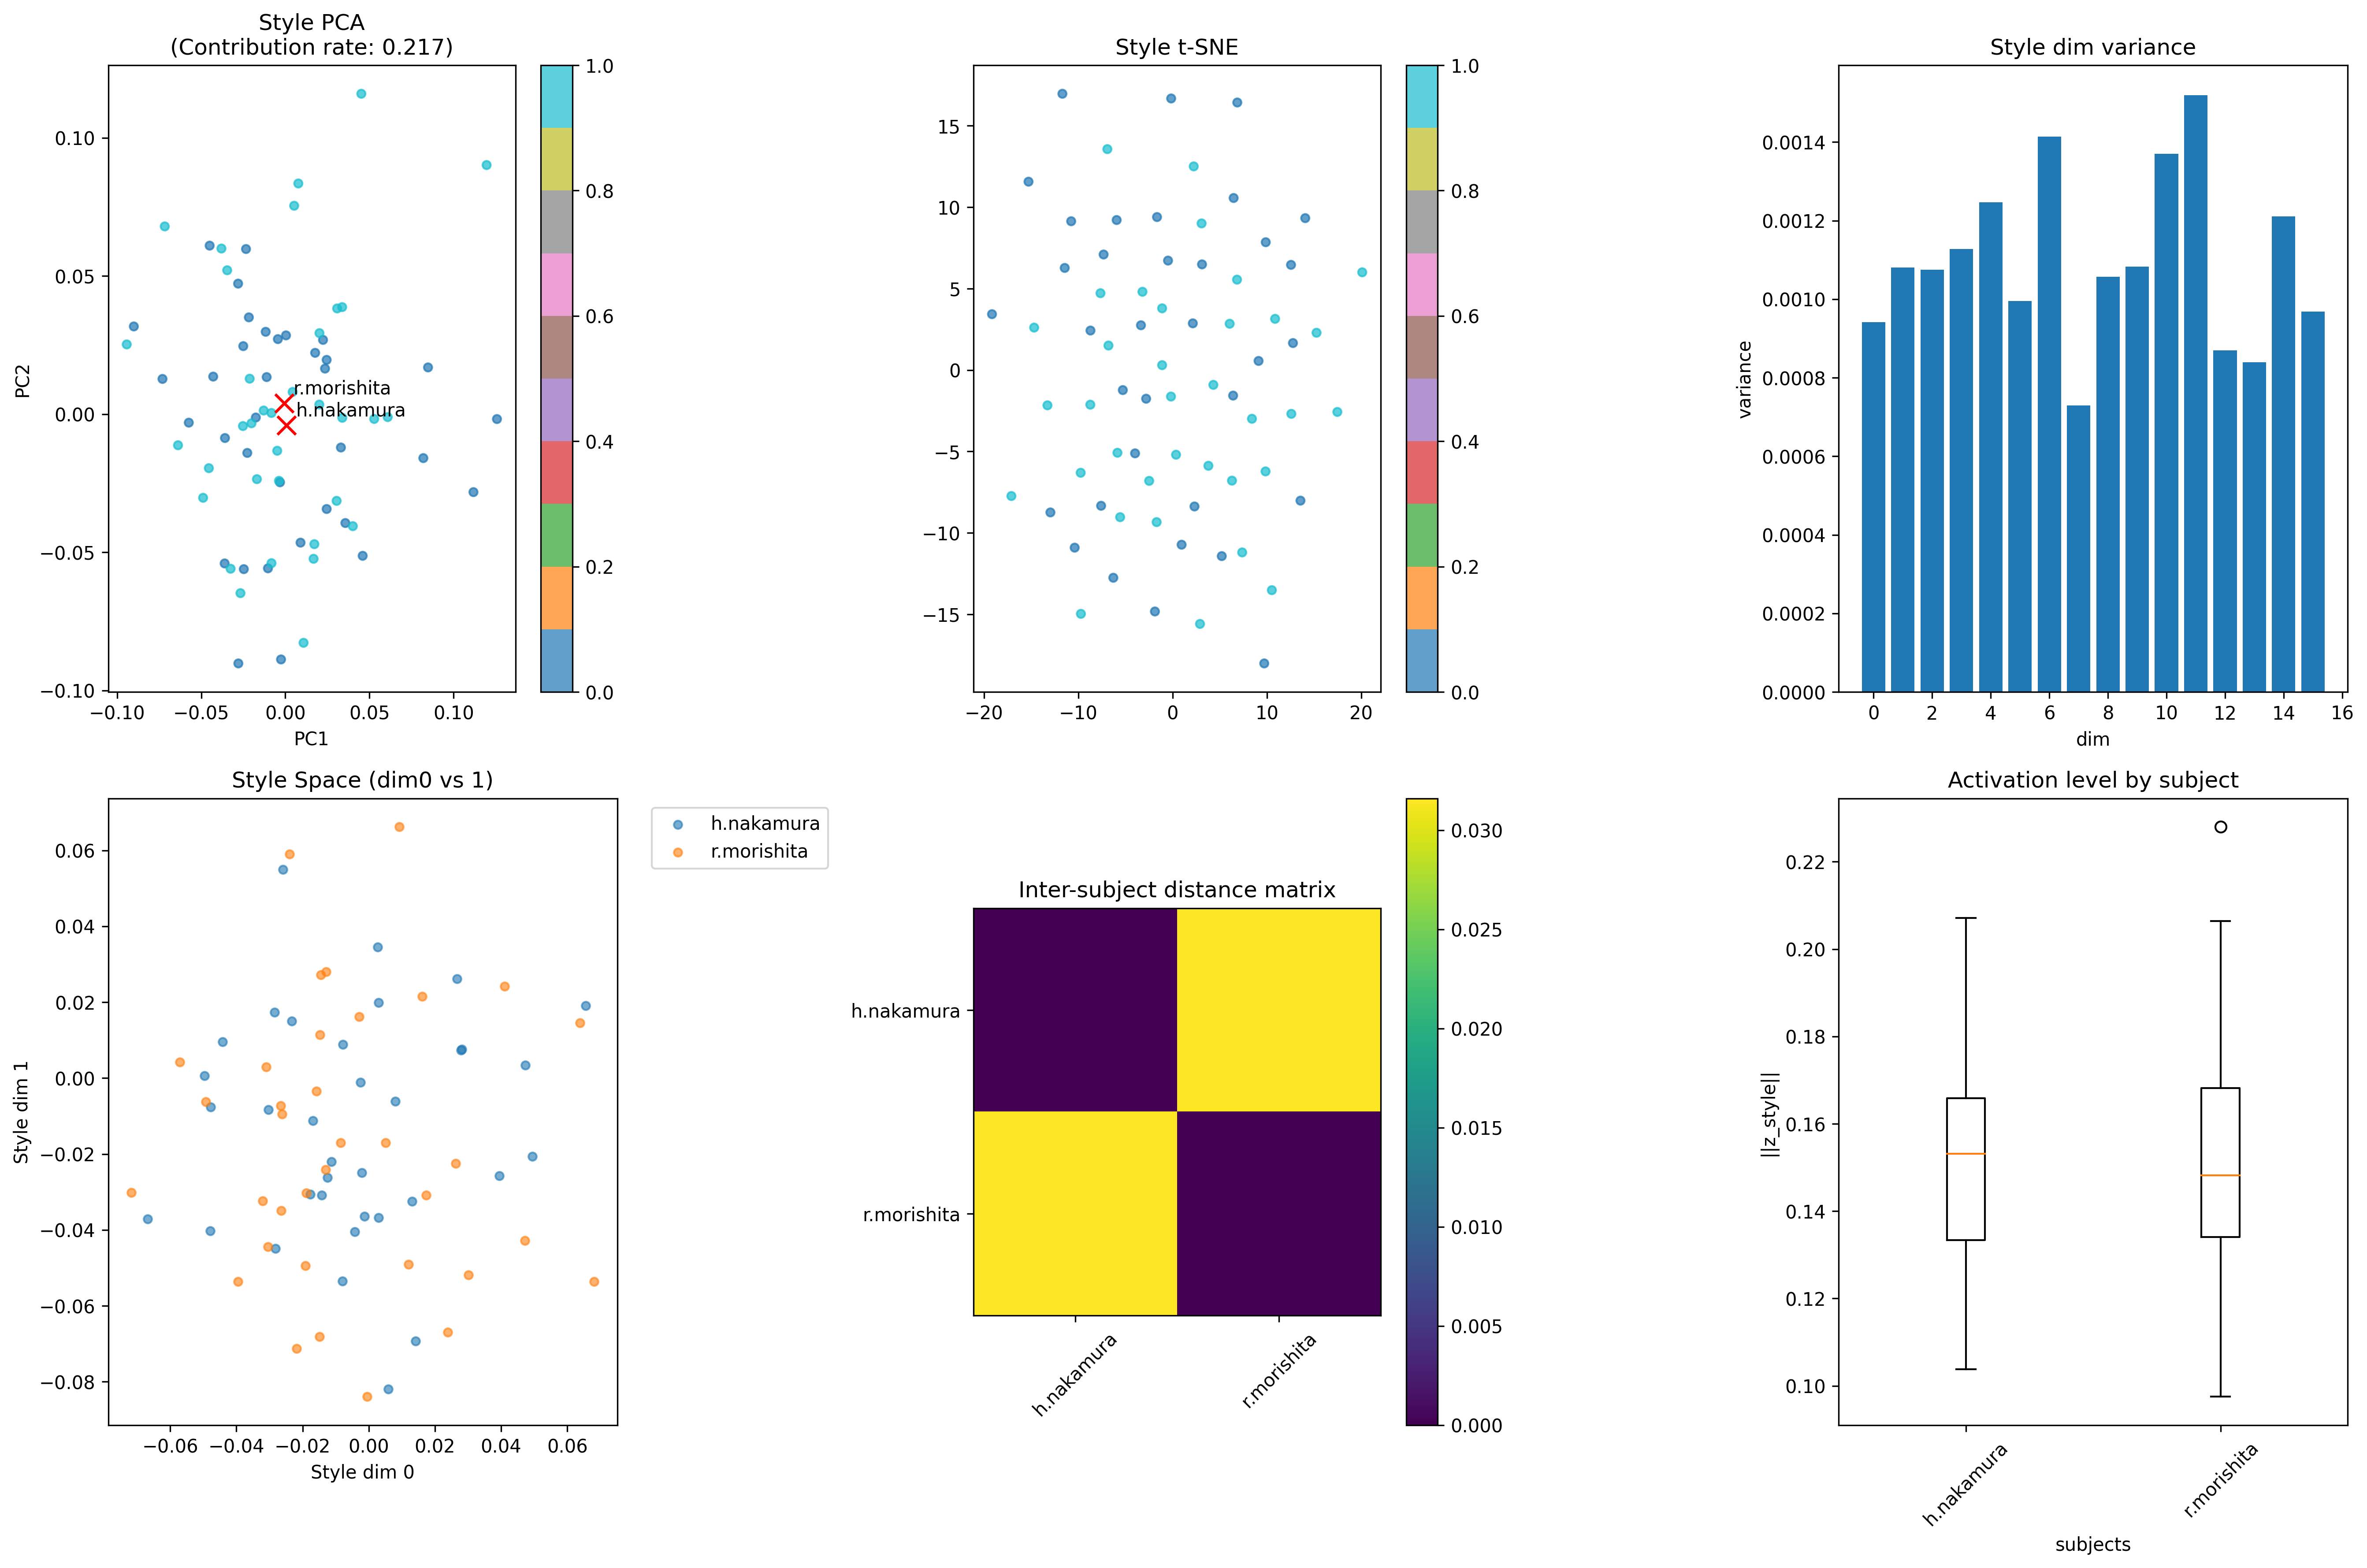 Style PCA
(Contribution rate: 0.217)
PC2
0.10
0.05
0.00
−0.05
−0.10
r.morishita
h.nakamura
−0.10 −0.05 0.00 0.05 0.10
PC1
1.0
0.8
0.6
0.4
0.2
0.0
Style t-SNE
15
10
5
0
−5
−10
−15
−20 −10 0 10 20
1.0
0.8
0.6
0.4
0.2
0.0
Style dim variance
variance
0.0014
0.0012
0.0010
0.0008
0.0006
0.0004
0.0002
0.0000
0 2 4 6 8 10 12 14 16
dim
Style Space (dim0 vs 1)
Style dim 1
0.06
0.04
0.02
0.00
−0.02
−0.04
−0.06
−0.08
−0.06 −0.04 −0.02 0.00 0.02 0.04 0.06
Style dim 0
h.nakamura
r.morishita
Inter-subject distance matrix
h.nakamura
r.morishita
h.nakamura
r.morishita
0.030
0.025
0.020
0.015
0.010
0.005
0.000
Activation level by subject
||z_style||
0.22
0.20
0.18
0.16
0.14
0.12
0.10
h.nakamura
r.morishita
subjects